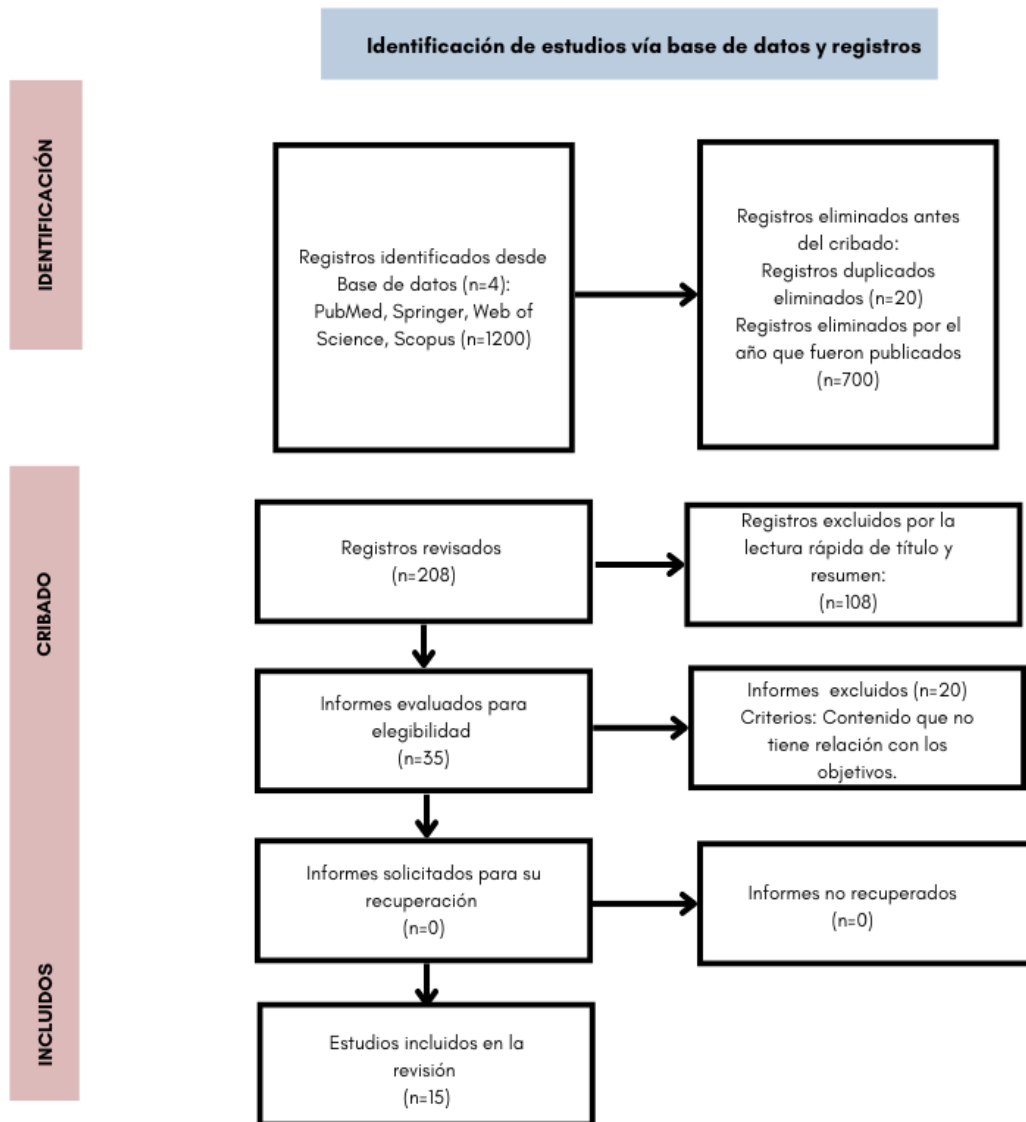 Identificación de estudios vía base de datos y registros
IDENTIFICACIÓN
Registros identificados desde
Base de datos (n=4):
PubMed, Springer, Web of
Science, Scopus (n=1200)
Registros eliminados antes
del cribado:
Registros duplicados
eliminados (n=20)
Registros eliminados por el
año que fueron publicados
(n=700)
CRIBADO
Registros revisados
(n=208)
Registros excluidos por la
lectura rápida de título y
resumen:
(n=108)
Informes evaluados para
elegibilidad
(n=35)
Informes excluidos (n=20)
Criterios: Contenido que no
tiene relación con los
objetivos.
Informes solicitados para su
recuperación
(n=0)
Informes no recuperados
(n=0)
INCLUIDOS
Estudios incluidos en la
revisión
(n=15)